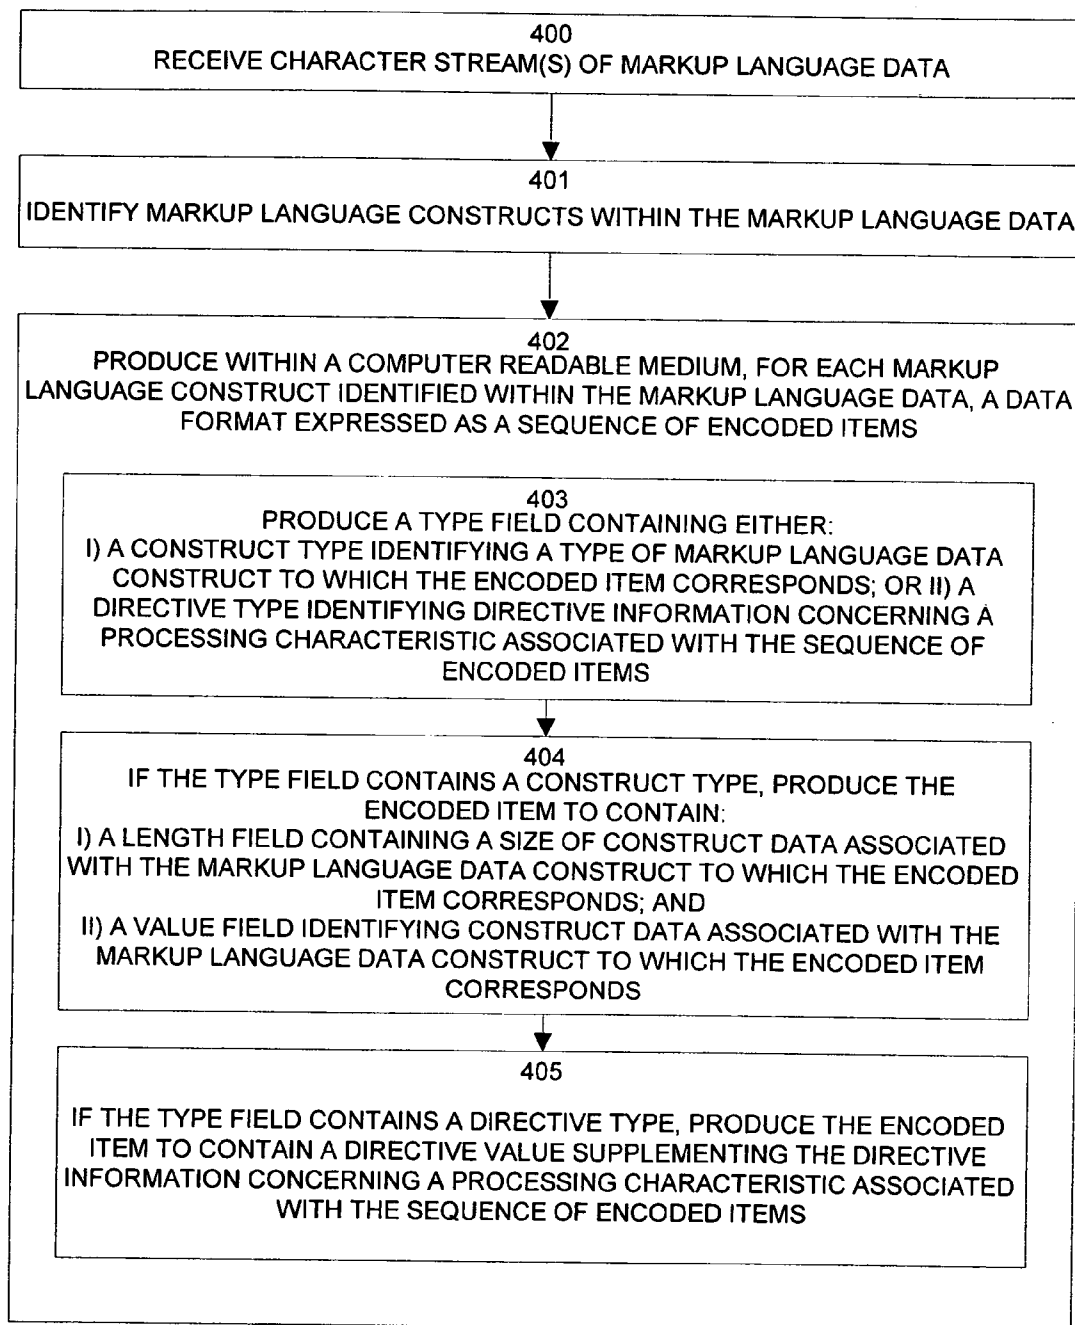 400
RECEIVE CHARACTER STREAM(S) OF MARKUP LANGUAGE DATA
401
IDENTIFY MARKUP LANGUAGE CONSTRUCTS WITHIN THE MARKUP LANGUAGE DATA
402
PRODUCE WITHIN A COMPUTER READABLE MEDIUM, FOR EACH MARKUP
LANGUAGE CONSTRUCT IDENTIFIED WITHIN THE MARKUP LANGUAGE DATA, A DATA
FORMAT EXPRESSED AS A SEQUENCE OF ENCODED ITEMS
403
PRODUCE A TYPE FIELD CONTAINING EITHER:
I) A CONSTRUCT TYPE IDENTIFYING A TYPE OF MARKUP LANGUAGE DATA
CONSTRUCT TO WHICH THE ENCODED ITEM CORRESPONDS; OR II) A
DIRECTIVE TYPE IDENTIFYING DIRECTIVE INFORMATION CONCERNING A
PROCESSING CHARACTERISTIC ASSOCIATED WITH THE SEQUENCE OF
ENCODED ITEMS
404
IF THE TYPE FIELD CONTAINS A CONSTRUCT TYPE, PRODUCE THE
ENCODED ITEM TO CONTAIN:
I) A LENGTH FIELD CONTAINING A SIZE OF CONSTRUCT DATA ASSOCIATED
WITH THE MARKUP LANGUAGE DATA CONSTRUCT TO WHICH THE ENCODED
ITEM CORRESPONDS; AND
II) A VALUE FIELD IDENTIFYING CONSTRUCT DATA ASSOCIATED WITH THE
MARKUP LANGUAGE DATA CONSTRUCT TO WHICH THE ENCODED ITEM
CORRESPONDS
405
IF THE TYPE FIELD CONTAINS A DIRECTIVE TYPE, PRODUCE THE ENCODED
ITEM TO CONTAIN A DIRECTIVE VALUE SUPPLEMENTING THE DIRECTIVE
INFORMATION CONCERNING A PROCESSING CHARACTERISTIC ASSOCIATED
WITH THE SEQUENCE OF ENCODED ITEMS